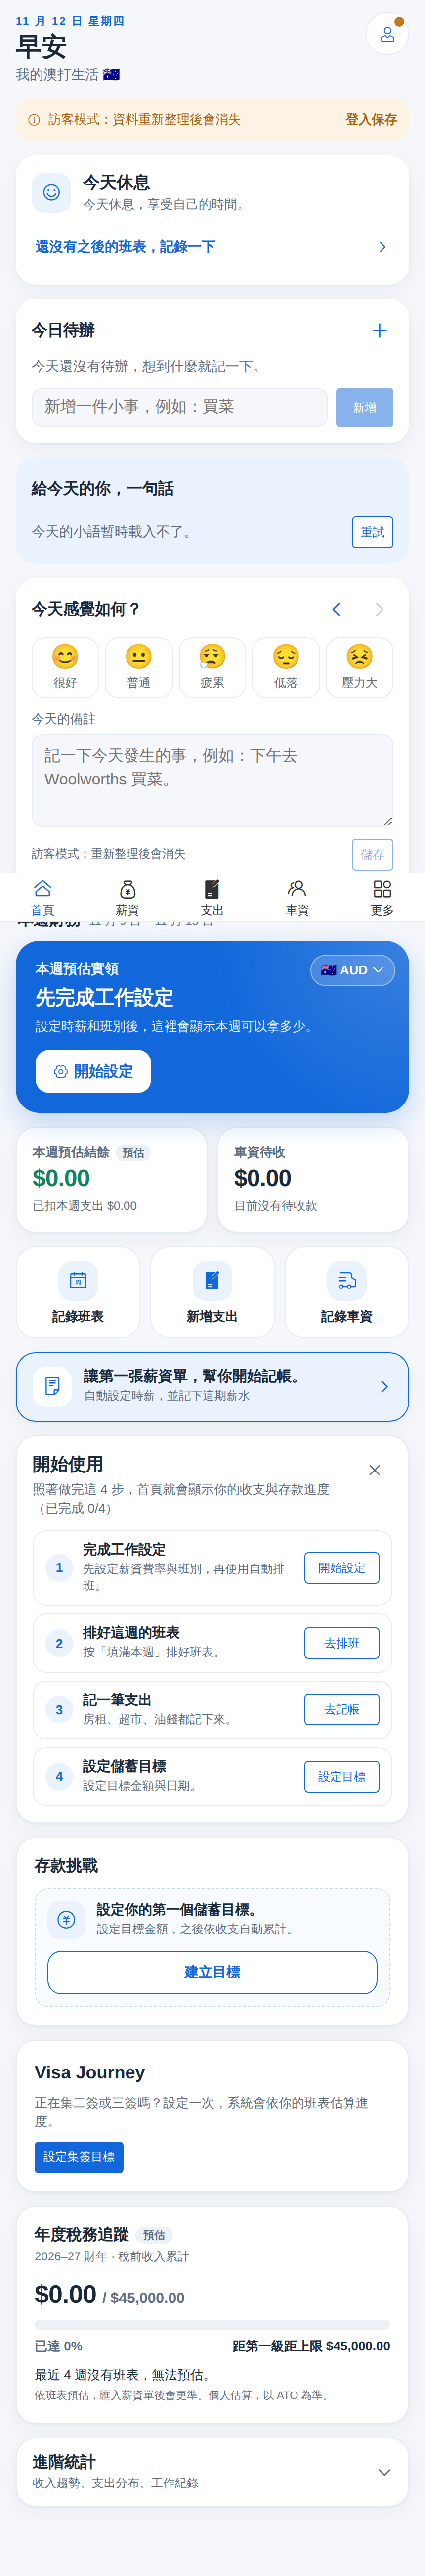 11 月 12 日 星期四
早安
我的澳打生活 🇦🇺
訪客模式：資料重新整理後會消失
登入保存
今天休息
今天休息，享受自己的時間。
還沒有之後的班表，記錄一下
今日待辦
今天還沒有待辦，想到什麼就記一下。
新增一件小事，例如：買菜
新增
給今天的你，一句話
今天的小語暫時載入不了。
重試
今天感覺如何？
😊 😐 😮‍💨 😔 😣
很好 普通 疲累 低落 壓力大
今天的備註
記一下今天發生的事，例如：下午去
Woolworths 買菜。
訪客模式：重新整理後會消失
儲存
首頁 薪資 支出 車資 更多
本週預估實領
🇦🇺 AUD
先完成工作設定
設定時薪和班別後，這裡會顯示本週可以拿多少。
開始設定
本週預估結餘 預估
$0.00
已扣本週支出 $0.00
車資待收
$0.00
目前沒有待收款
記錄班表
新增支出
記錄車資
讓第一張薪資單，幫你開始記帳。
自動設定時薪，並記下這期薪水
開始使用
照著做完這 4 步，首頁就會顯示你的收支與存款進度
（已完成 0/4）
1
完成工作設定
先設定薪資費率與班別，再使用自動排
班。
開始設定
2
排好這週的班表
按「填滿本週」排好班表。
去排班
3
記一筆支出
房租、超市、油錢都記下來。
去記帳
4
設定儲蓄目標
設定目標金額與日期。
設定目標
存款挑戰
設定你的第一個儲蓄目標。
設定目標金額，之後依收支自動累計。
建立目標
Visa Journey
正在集二簽或三簽嗎？設定一次，系統會依你的班表估算進
度。
設定集簽目標
年度稅務追蹤 預估
2026–27 財年 · 稅前收入累計
$0.00 / $45,000.00
已達 0%
距第一級距上限 $45,000.00
最近 4 週沒有班表，無法預估。
依班表預估，匯入薪資單後會更準。個人估算，以 ATO 為準。
進階統計
收入趨勢、支出分布、工作紀錄